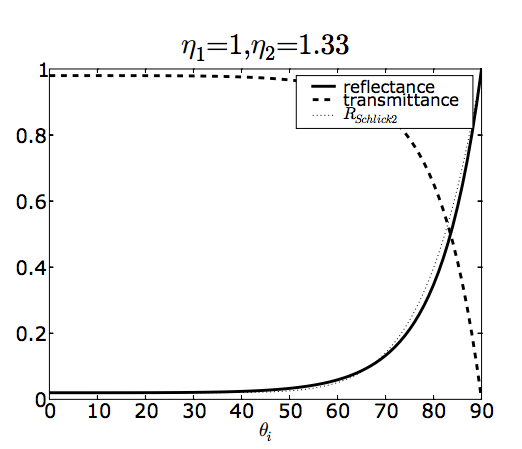 η1=1,η2=1.33
1
0.8
0.6
0.4
0.2
0
reflectance
transmittance
RSchlick2
0 10 20 30 40 50 60 70 80 90
θi